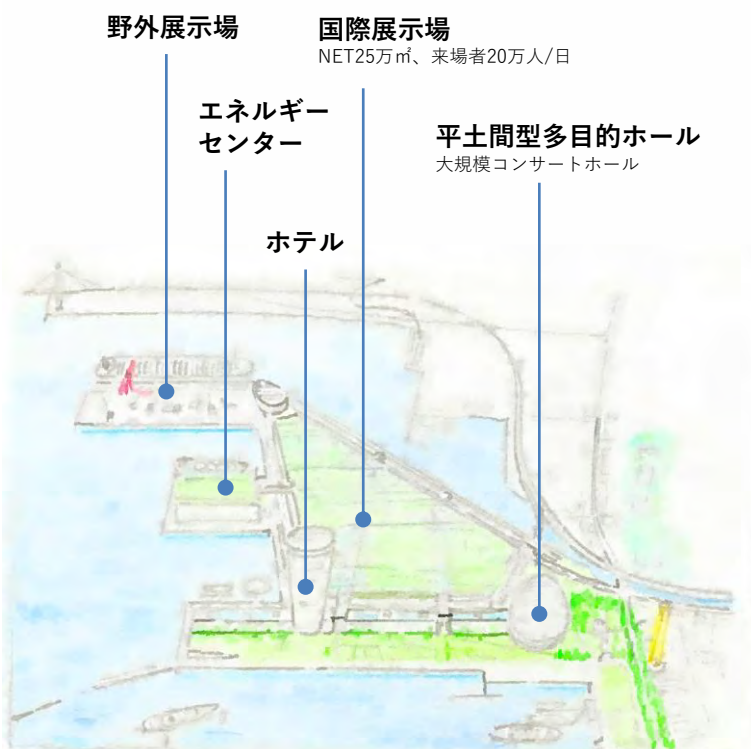 野外展示場
国際展示場
NET25万㎡、来場者20万人/日
エネルギー
センター
平土間型多目的ホール
大規模コンサートホール
ホテル